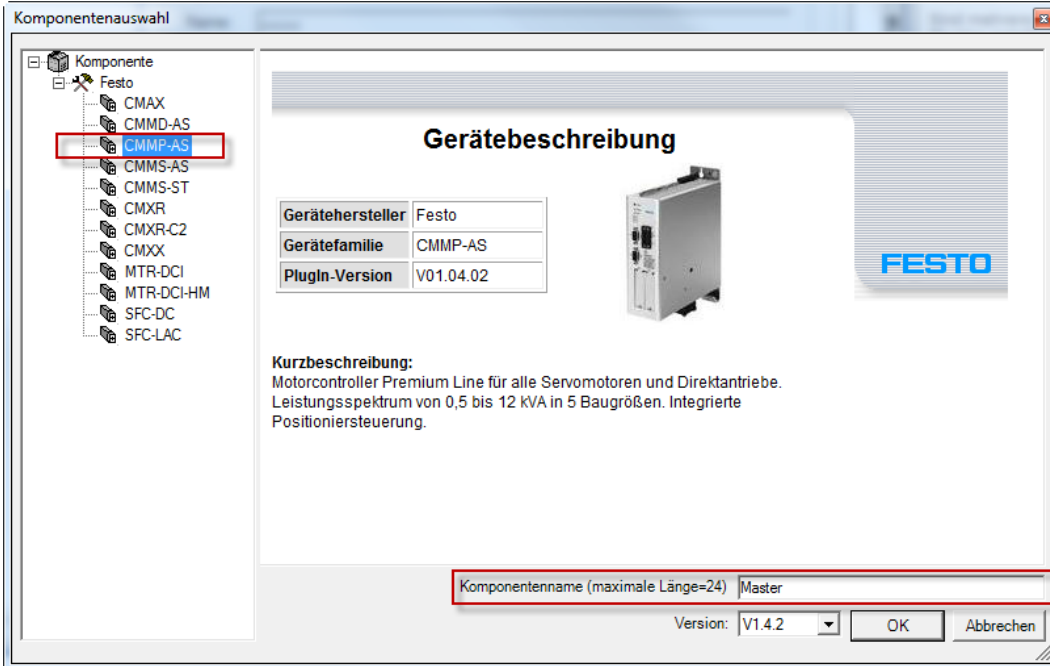 Komponentenauswahl
Komponente
Festo
CMAX
CMMD-AS
CMMP-AS
CMMS-AS
CMMS-ST
CMXR
CMXR-C2
CMXX
MTR-DCI
MTR-DCI-HM
SFC-DC
SFC-LAC
Gerätebeschreibung
Gerätehersteller Festo
Gerätefamilie CMMP-AS
PlugIn-Version V01.04.02
FESTO
Kurzbeschreibung:
Motorcontroller Premium Line für alle Servomotoren und Direktantriebe.
Leistungsspektrum von 0,5 bis 12 kVA in 5 Baugrößen. Integrierte
Positioniersteuerung.
Komponentenname (maximale Länge=24) Master
Version: V1.4.2 OK Abbrechen